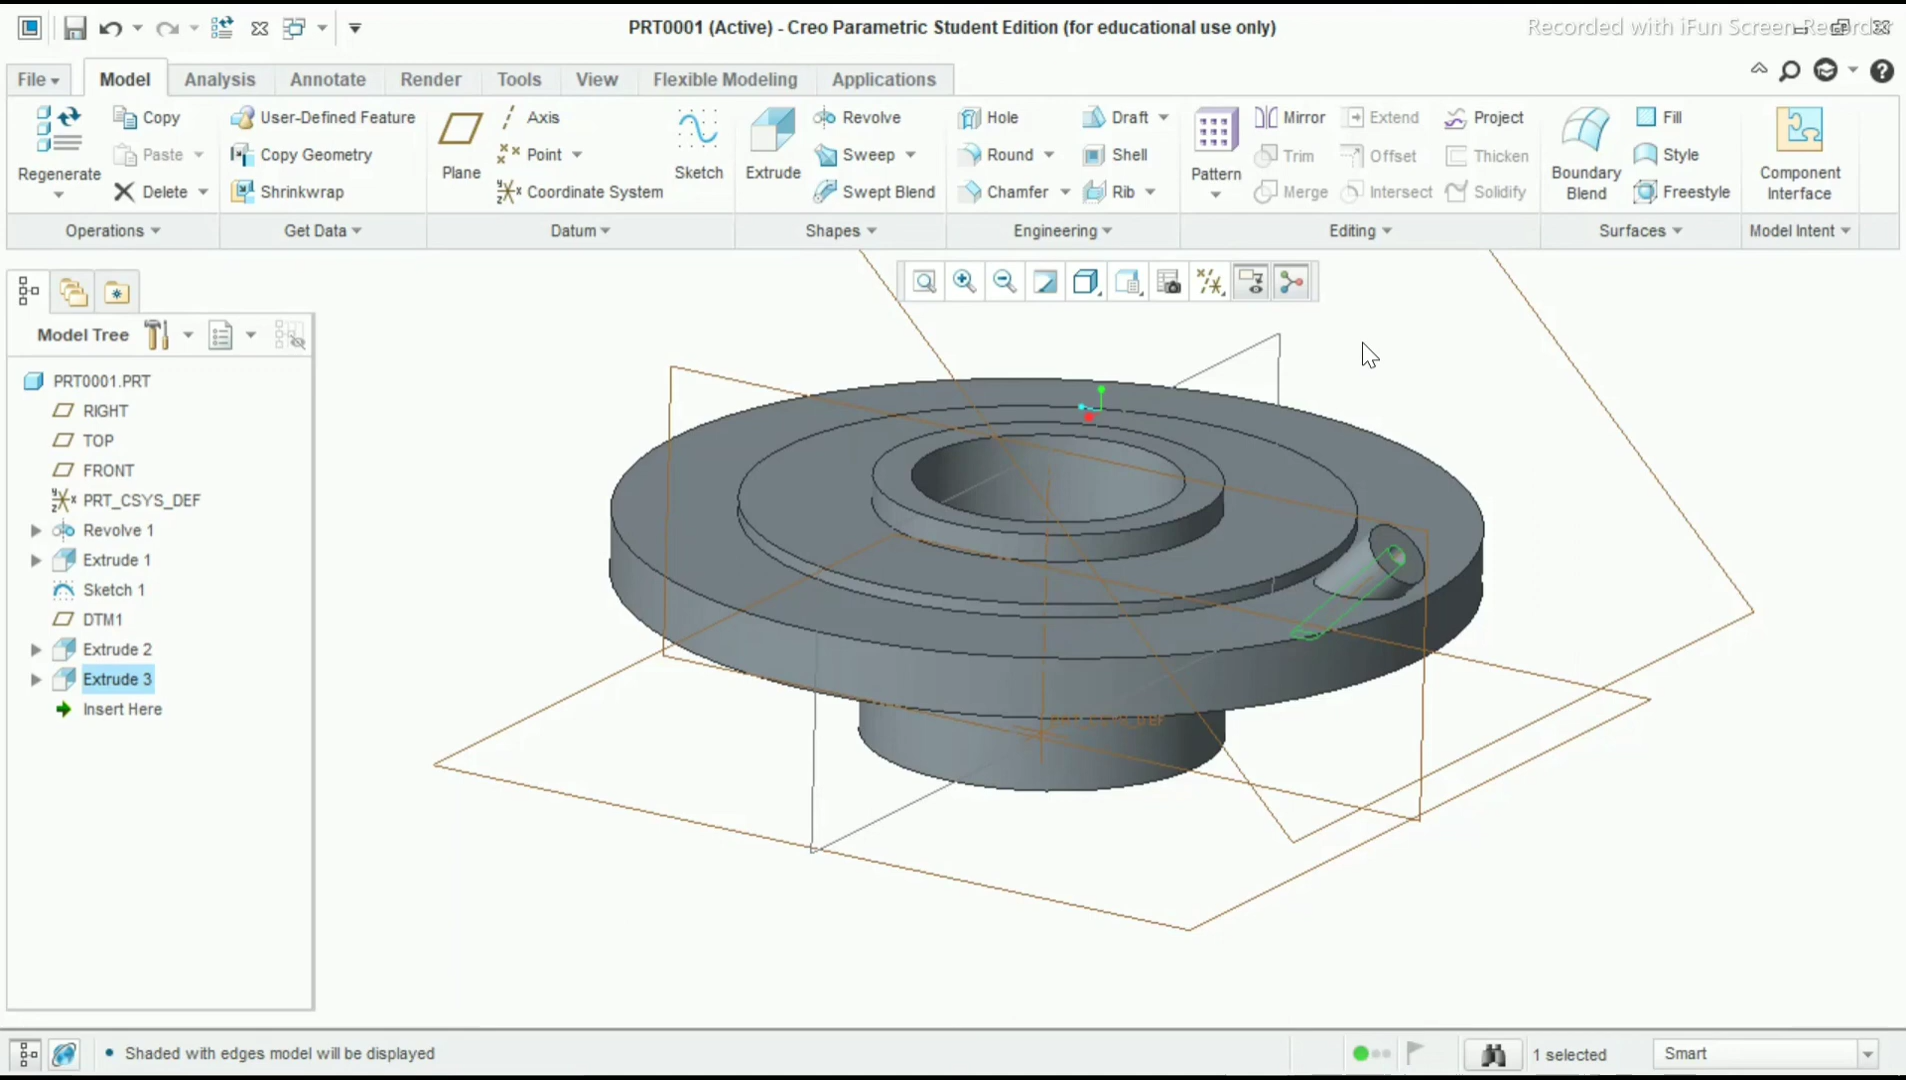 PRT0001 (Active) - Creo Parametric Student Edition (for educational use only)
Recorded with iFun Screen Recorder
File
Model
Analysis
Annotate
Render
Tools
View
Flexible Modeling
Applications
Regenerate
Copy
Paste
Delete
Operations
User-Defined Feature
Copy Geometry
Shrinkwrap
Get Data
Plane
Axis
Point
Coordinate System
Sketch
Datum
Extrude
Revolve
Sweep
Swept Blend
Shapes
Hole
Round
Chamfer
Draft
Shell
Rib
Engineering
Pattern
Mirror
Trim
Merge
Extend
Offset
Intersect
Project
Thicken
Solidify
Editing
Boundary
Blend
Fill
Style
Freestyle
Surfaces
Component
Interface
Model Intent
Model Tree
PRT0001.PRT
RIGHT
TOP
FRONT
PRT_CSYS_DEF
Revolve 1
Extrude 1
Sketch 1
DTM1
Extrude 2
Extrude 3
Insert Here
Shaded with edges model will be displayed
1 selected
Smart